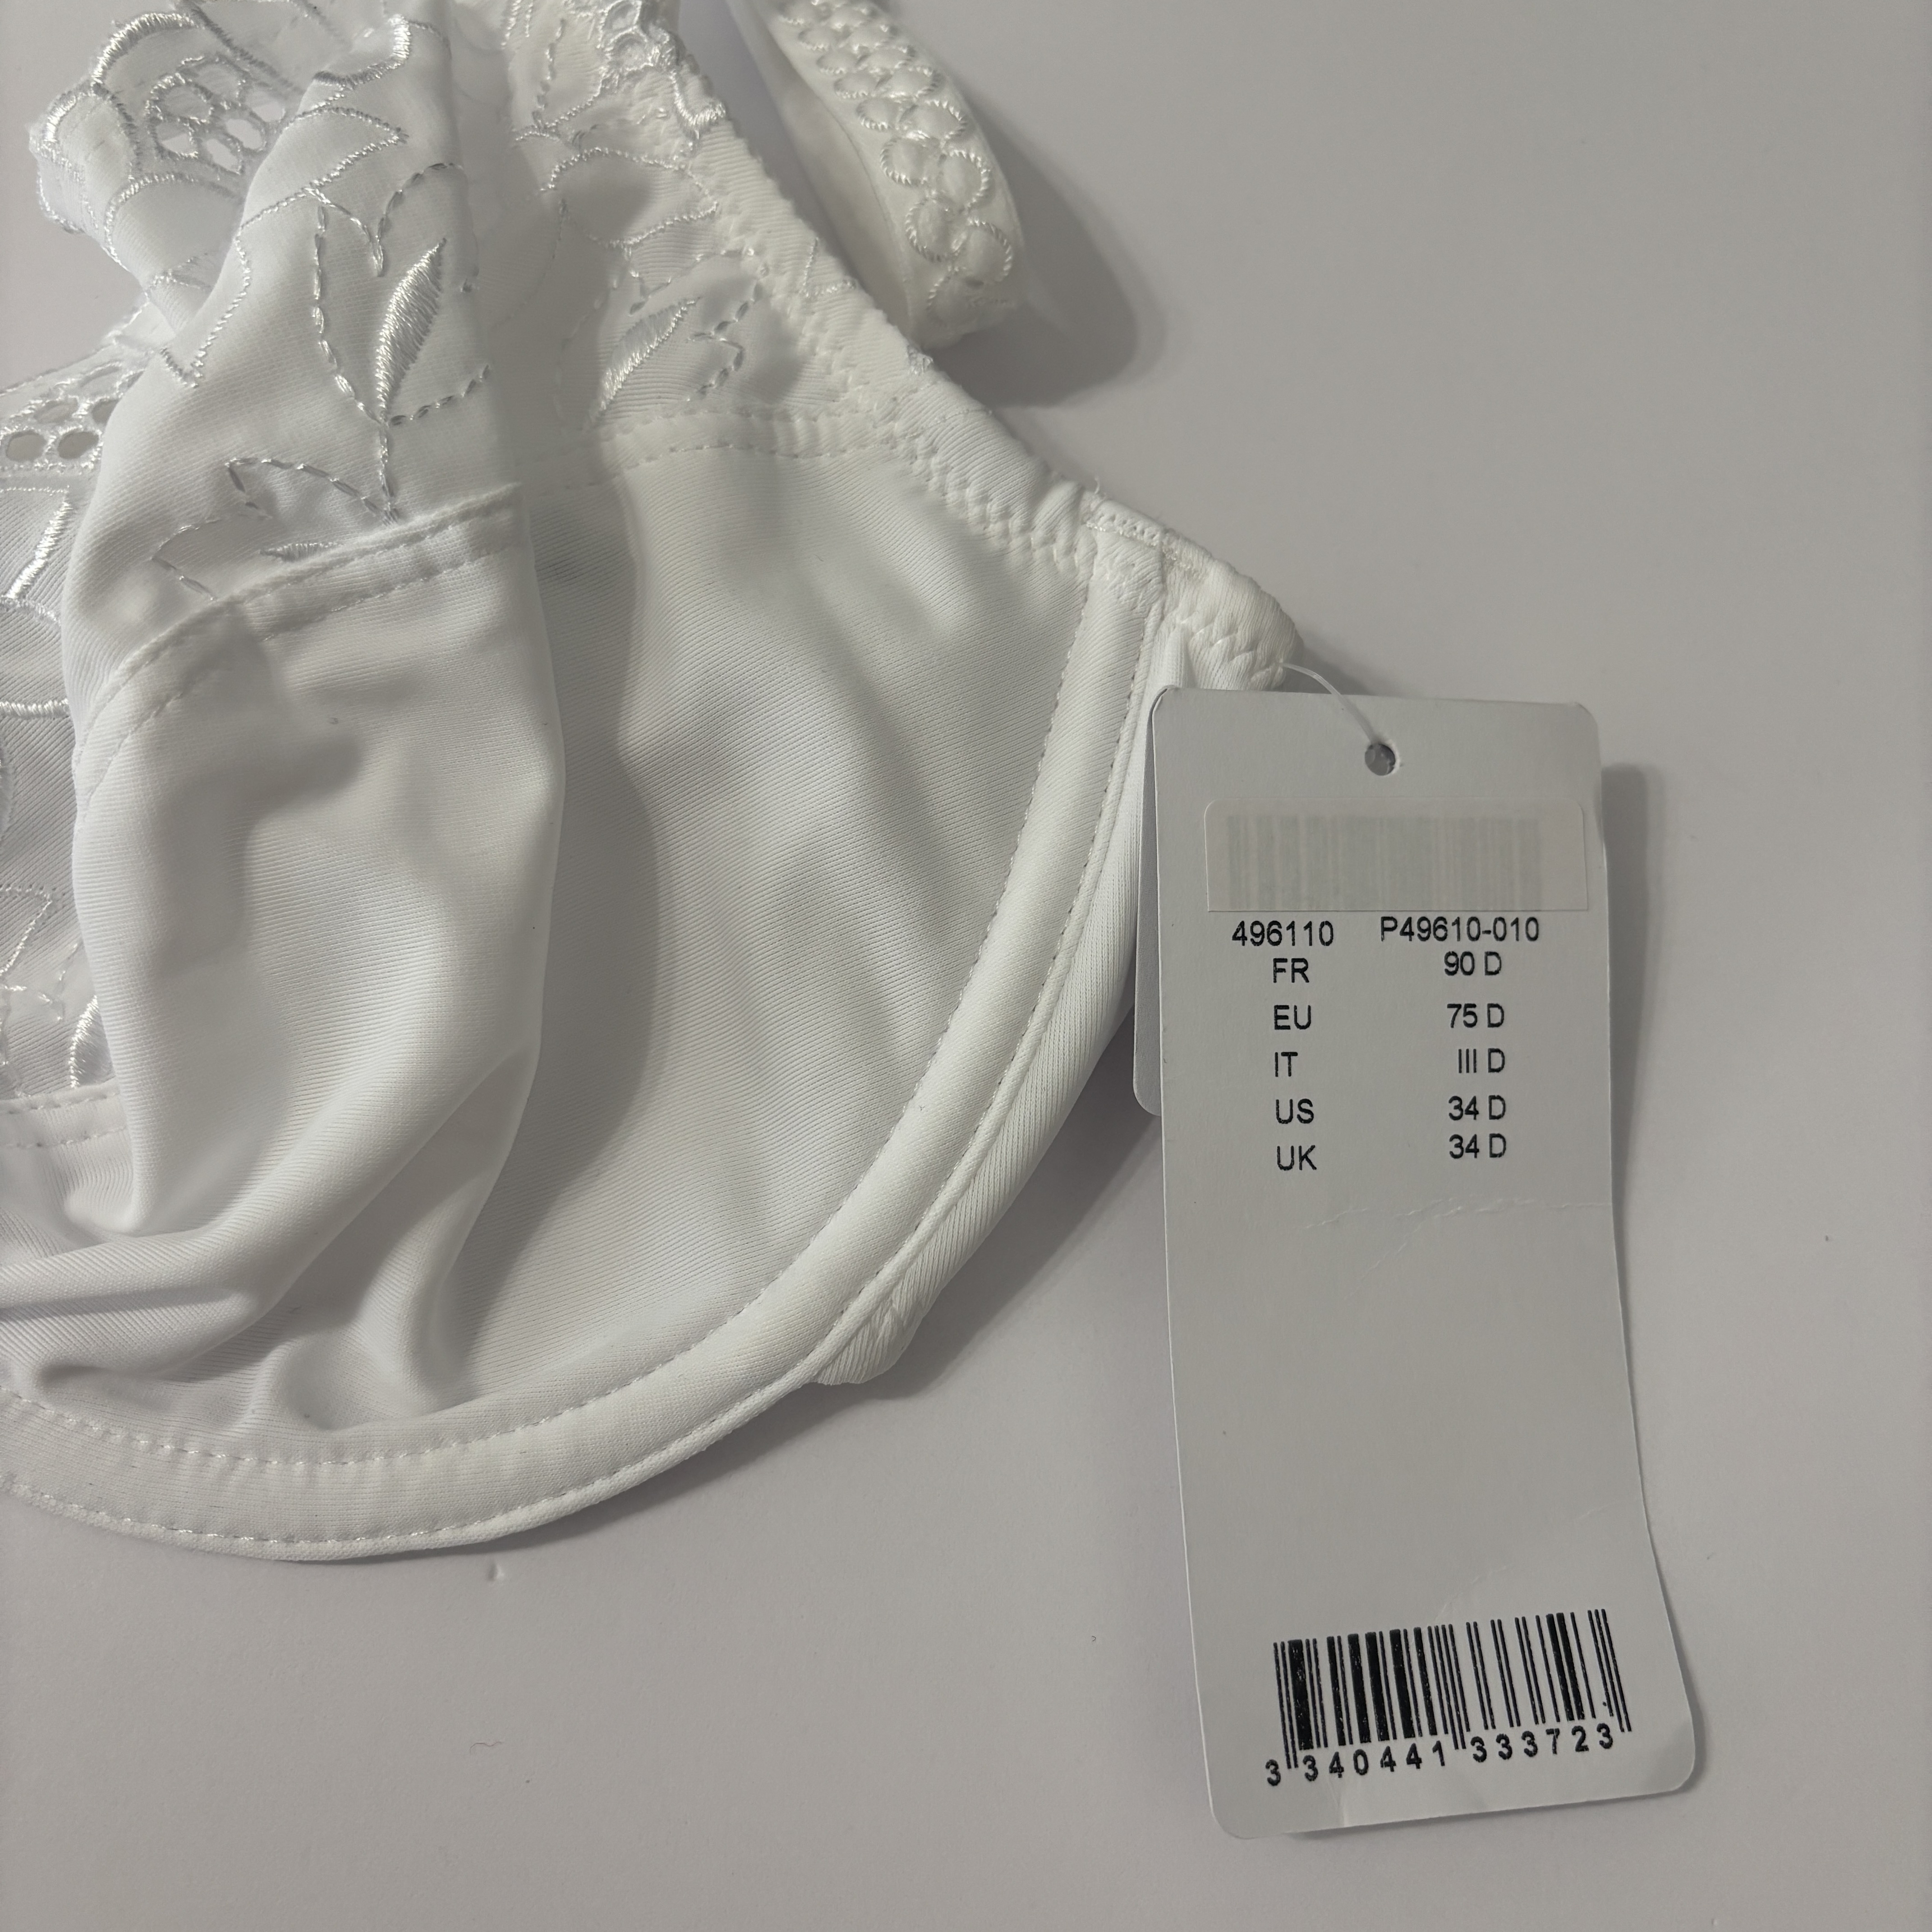 496110 P49610-010
FR 90 D
EU 75 D
IT III D
US 34 D
UK 34 D
3 340441 333723